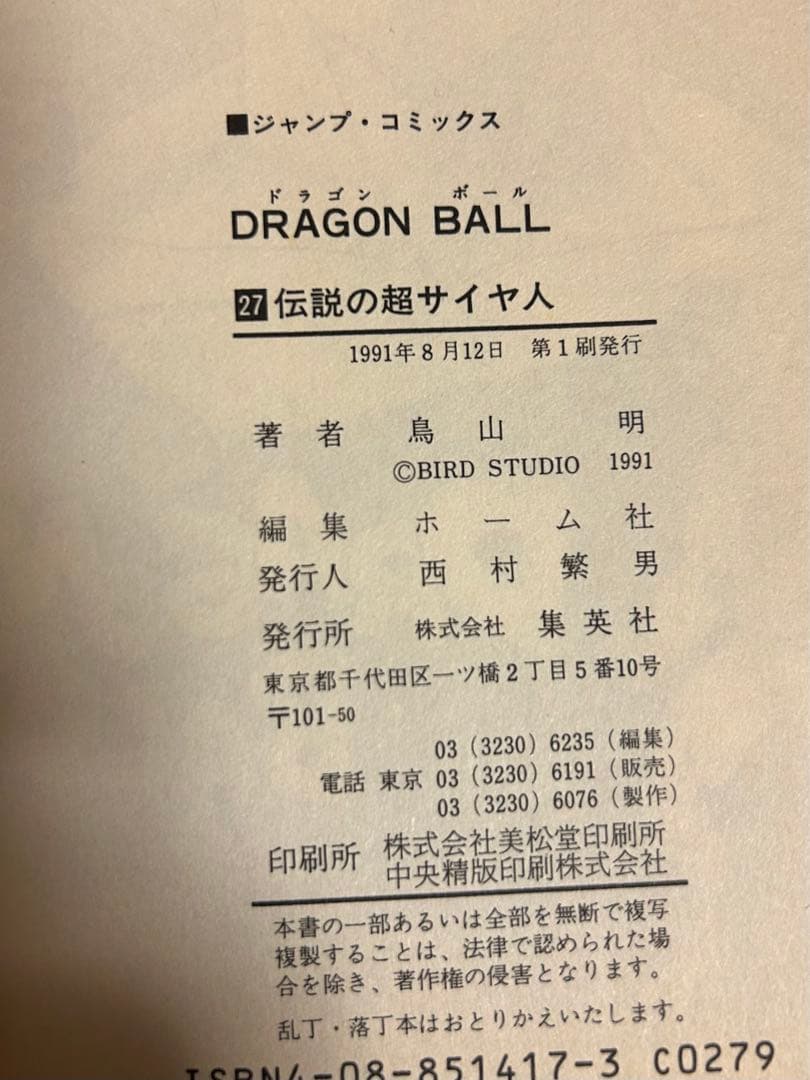 ■ジャンプ・コミックス
ドラゴン ボール
DRAGON BALL
27 伝説の超サイヤ人
1991年8月12日 第1刷発行
著者 鳥山 明
©BIRD STUDIO 1991
編集 ホーム社
発行人 西村繁男
発行所 株式会社 集英社
東京都千代田区一ツ橋2丁目5番10号
〒101-50
03(3230)6235(編集)
電話 東京 03(3230)6191(販売)
03(3230)6076(製作)
印刷所 株式会社美松堂印刷所
中央精版印刷株式会社
本書の一部あるいは全部を無断で複写
複製することは、法律で認められた場
合を除き、著作権の侵害となります。
乱丁・落丁本はおとりかえいたします。
ISBN4-08-851417-3 C0279